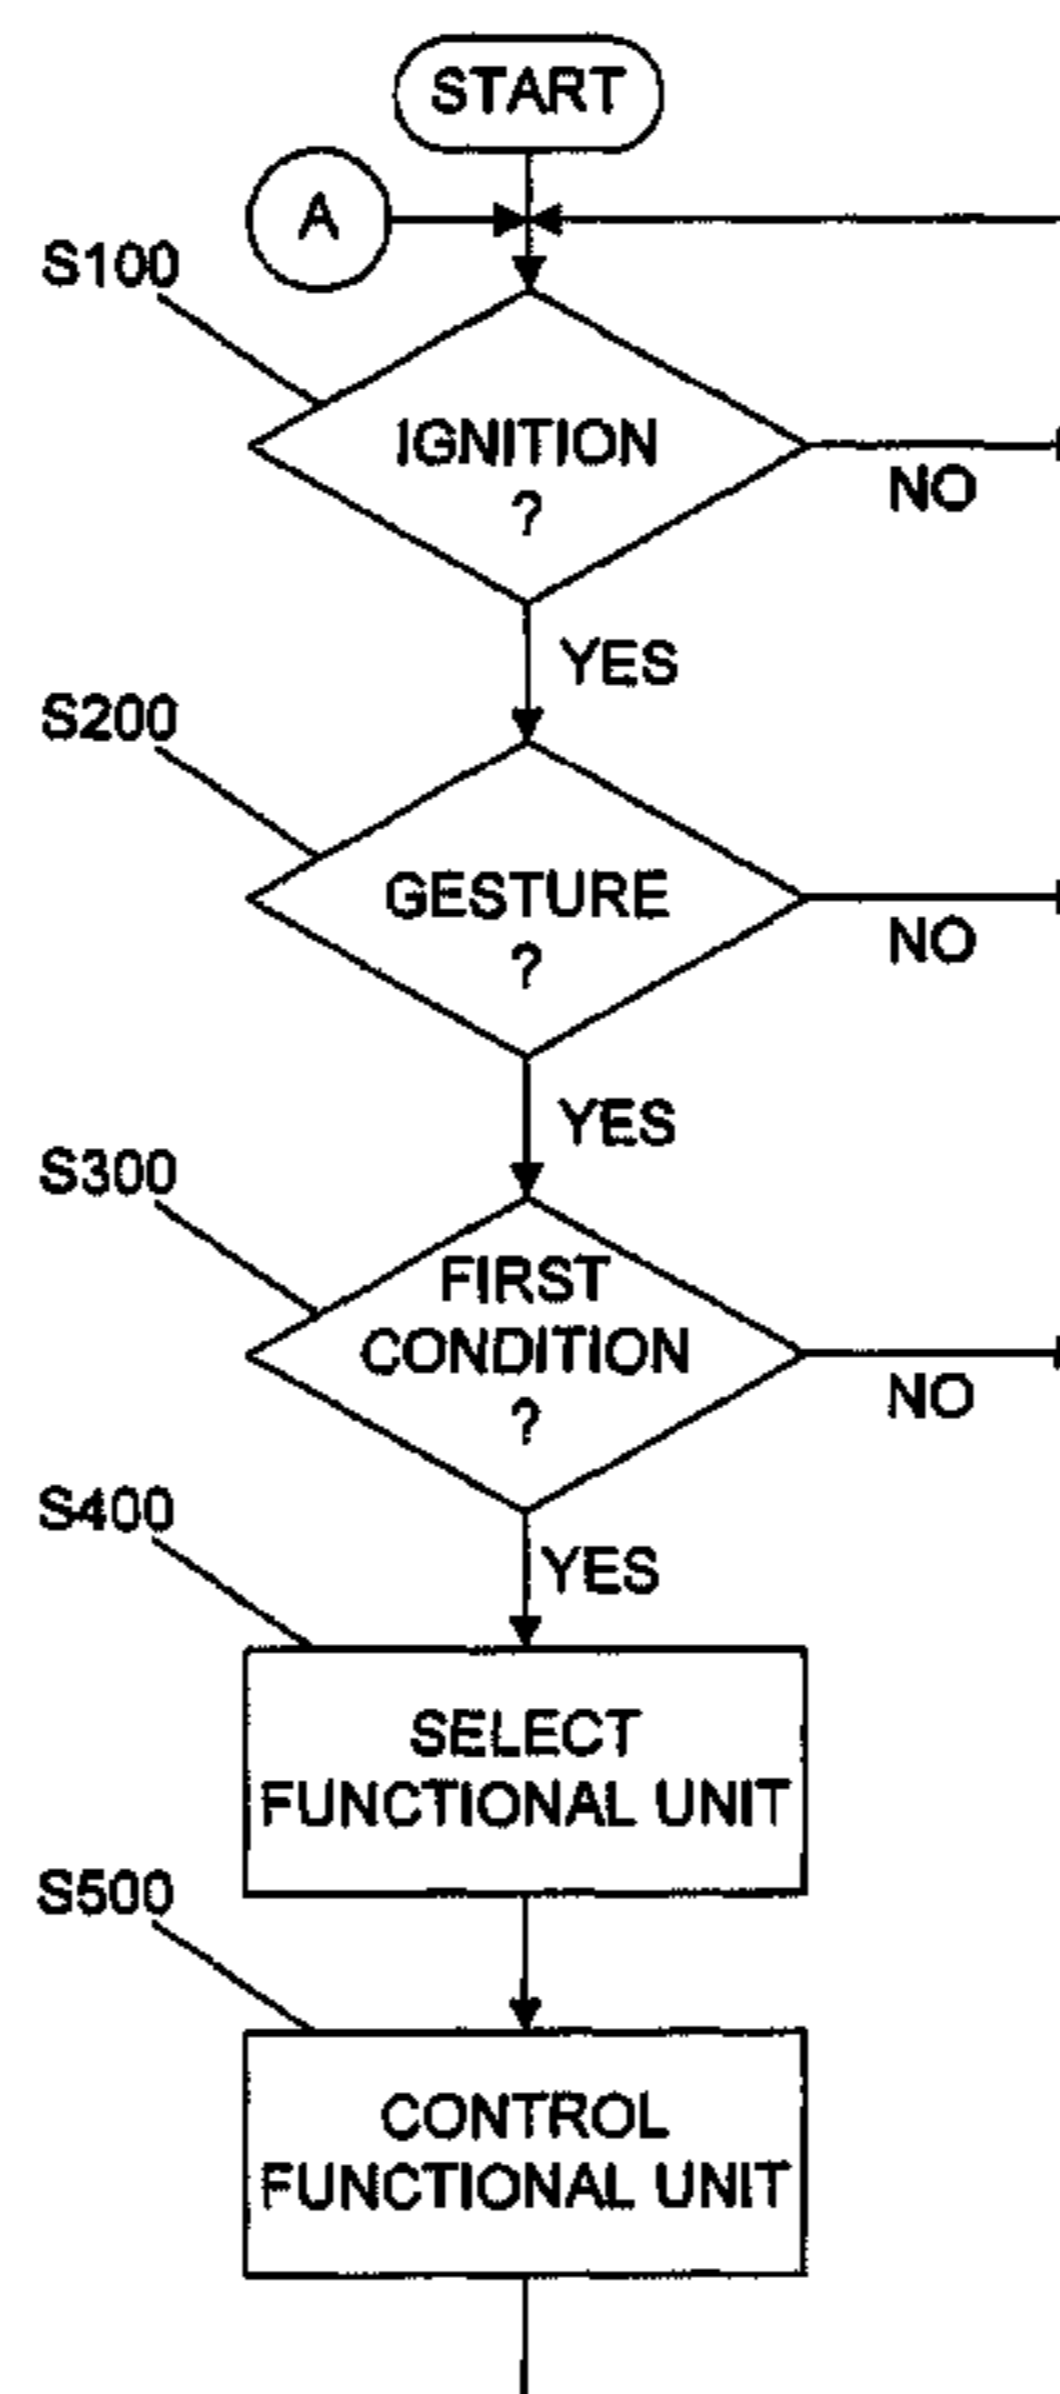 START
A
S100
IGNITION
?
NO
YES
S200
GESTURE
?
NO
YES
S300
FIRST
CONDITION
?
NO
S400
YES
SELECT
FUNCTIONAL UNIT
S500
CONTROL
FUNCTIONAL UNIT